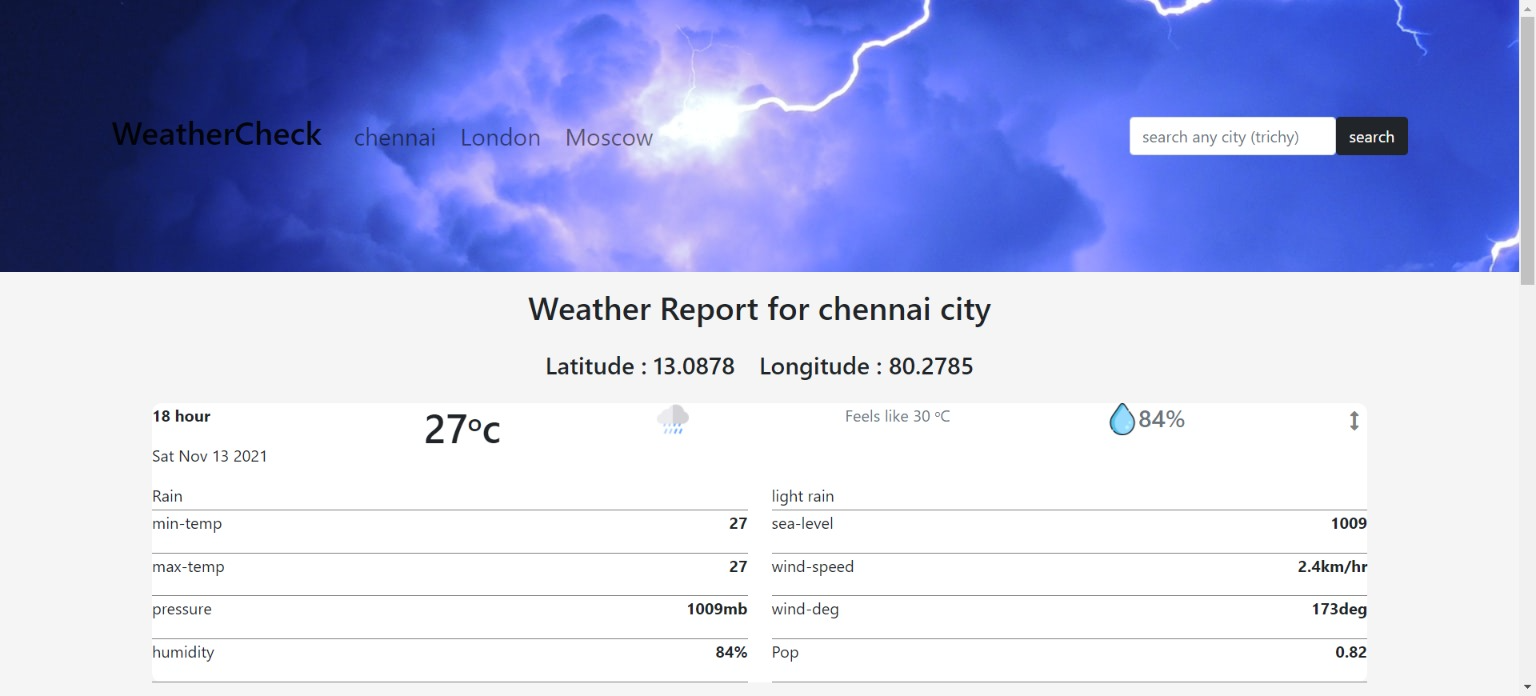 WeatherCheck chennai London Moscow search any city (trichy) search
Weather Report for chennai city
Latitude : 13.0878 Longitude : 80.2785
18 hour 27°c Feels like 30 °C 84%
Sat Nov 13 2021
Rain light rain
min-temp 27 sea-level 1009
max-temp 27 wind-speed 2.4km/hr
pressure 1009mb wind-deg 173deg
humidity 84% Pop 0.82